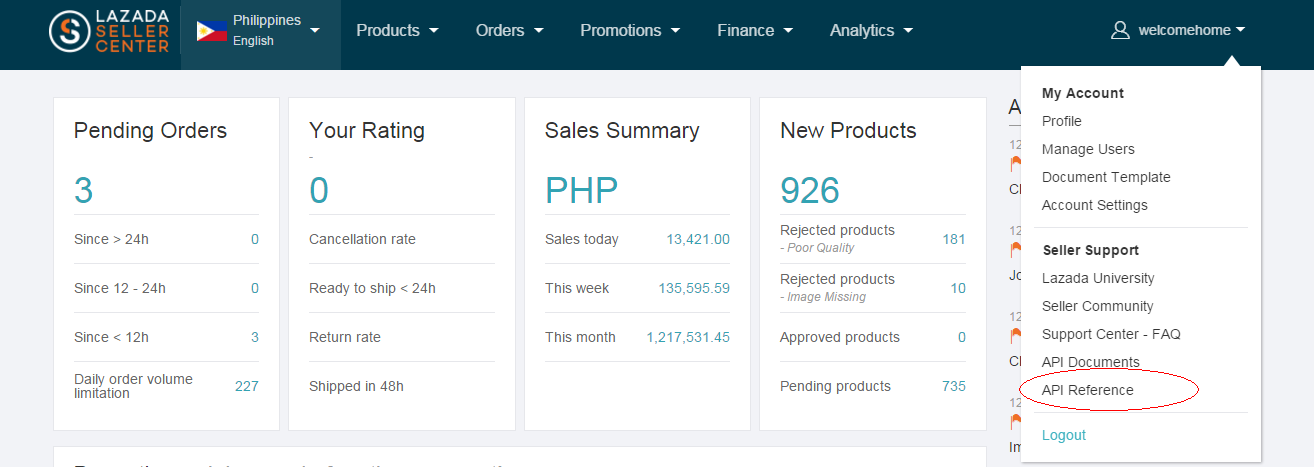 LAZADA
SELLER
CENTER
Philippines
English
Products
Orders
Promotions
Finance
Analytics
welcomehome
Pending Orders
3
Since > 24h 0
Since 12 - 24h 0
Since < 12h 3
Daily order volume
limitation 227
Your Rating
-
0
Cancellation rate
Ready to ship < 24h
Return rate
Shipped in 48h
Sales Summary
PHP
Sales today 13,421.00
This week 135,595.59
This month 1,217,531.45
New Products
926
Rejected products
- Poor Quality 181
Rejected products
- Image Missing 10
Approved products 0
Pending products 735
A
12
Cl
12
Jo
12
Cl
12
Im
My Account
Profile
Manage Users
Document Template
Account Settings
Seller Support
Lazada University
Seller Community
Support Center - FAQ
API Documents
API Reference
Logout